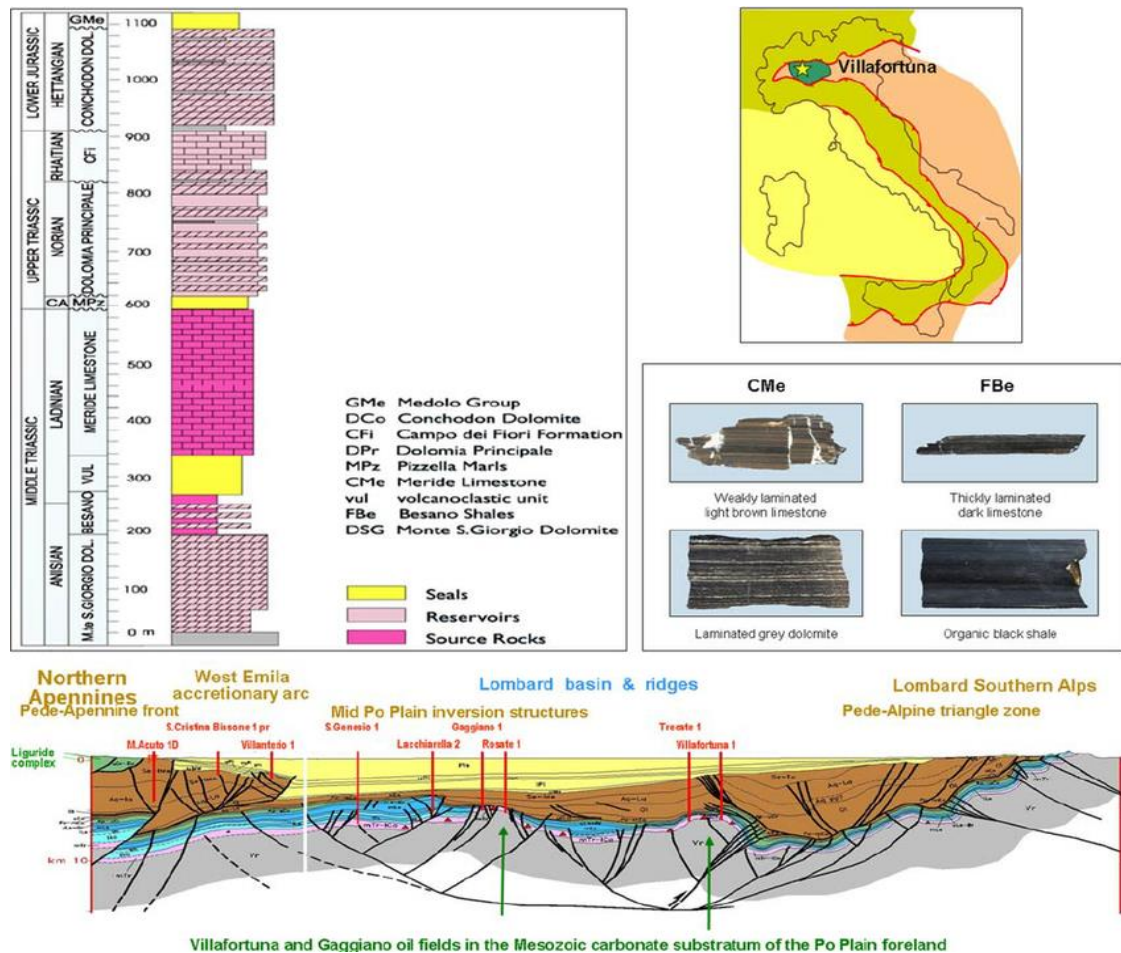 GMe
1100
LOWER JURASSIC
HETTANGIAN
CONCHODON DOL.
1000
900
RHAITIAN
CFi
800
UPPER TRIASSIC
NORIAN
DOLOMIA PRINCIPALE
700
CA
MPz
600
MIDDLE TRIASSIC
LADNIAN
MERIDE LIMESTONE
500
400
VUL
300
BESANO
200
ANISIAN
M.te S.GIORGIO DOL.
100
0 m
GMe Medolo Group
DCo Conchodon Dolomite
CFi Campo dei Fiori Formation
DPr Dolomia Principale
MPz Pizzella Marls
CMe Meride Limestone
vul volcanoclastic unit
FBe Besano Shales
DSG Monte S.Giorgio Dolomite
Seals
Reservoirs
Source Rocks
Villafortuna
CMe
FBe
Weakly laminated
light brown limestone
Thickly laminated
dark limestone
Laminated grey dolomite
Organic black shale
Northern
Apennines
Pede-Apennine front
West Emila
accretionary arc
Lombard basin & ridges
Mid Po Plain inversion structures
Lombard Southern Alps
Pede-Alpine triangle zone
S.Cristina Bissone 1 pr
M.Acuto 1D
Villanterio 1
S.Genesio 1
Lacchiarella 2
Gaggiano 1
Rosate 1
Trecate 1
Villafortuna 1
Liguride
complex
0
km 10
Vr
Vr
Vr
Villafortuna and Gaggiano oil fields in the Mesozoic carbonate substratum of the Po Plain foreland